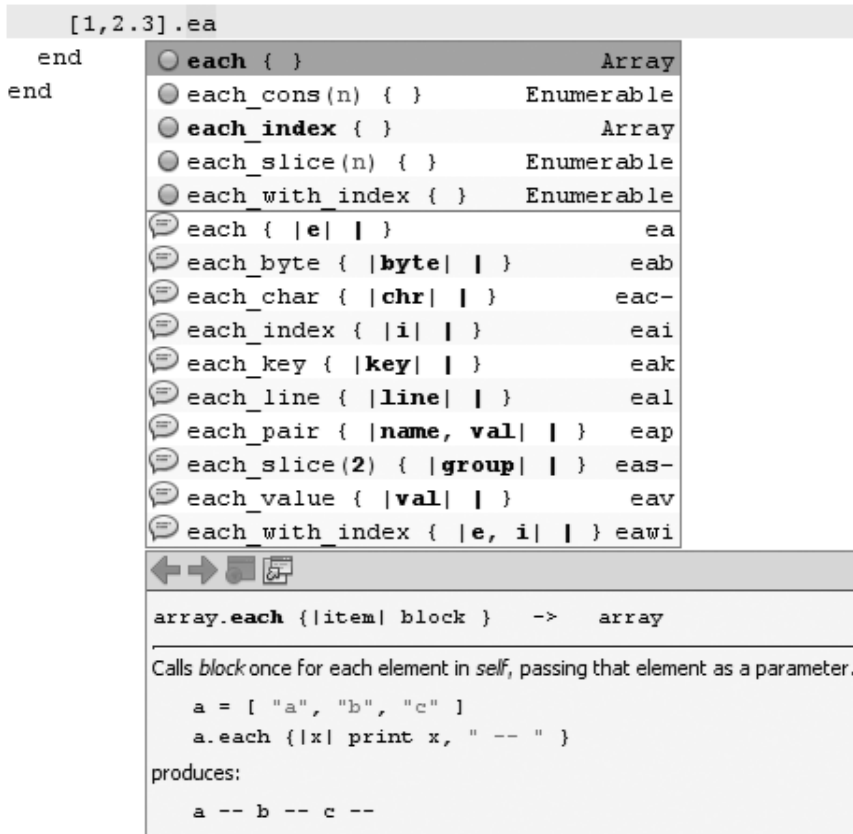 [1,2.3].ea
end
end
each { } Array
each_cons(n) { } Enumerable
each_index { } Array
each_slice(n) { } Enumerable
each_with_index { } Enumerable
each { |e| | } ea
each_byte { |byte| | } eab
each_char { |chr| | } eac-
each_index { |i| | } eai
each_key { |key| | } eak
each_line { |line| | } eal
each_pair { |name, val| | } eap
each_slice(2) { |group| | } eas-
each_value { |val| | } eav
each_with_index { |e, i| | } eawi
array.each {|item| block } -> array
Calls block once for each element in self, passing that element as a parameter.
a = [ "a", "b", "c" ]
a.each {|x| print x, " -- " }
produces:
a -- b -- c --